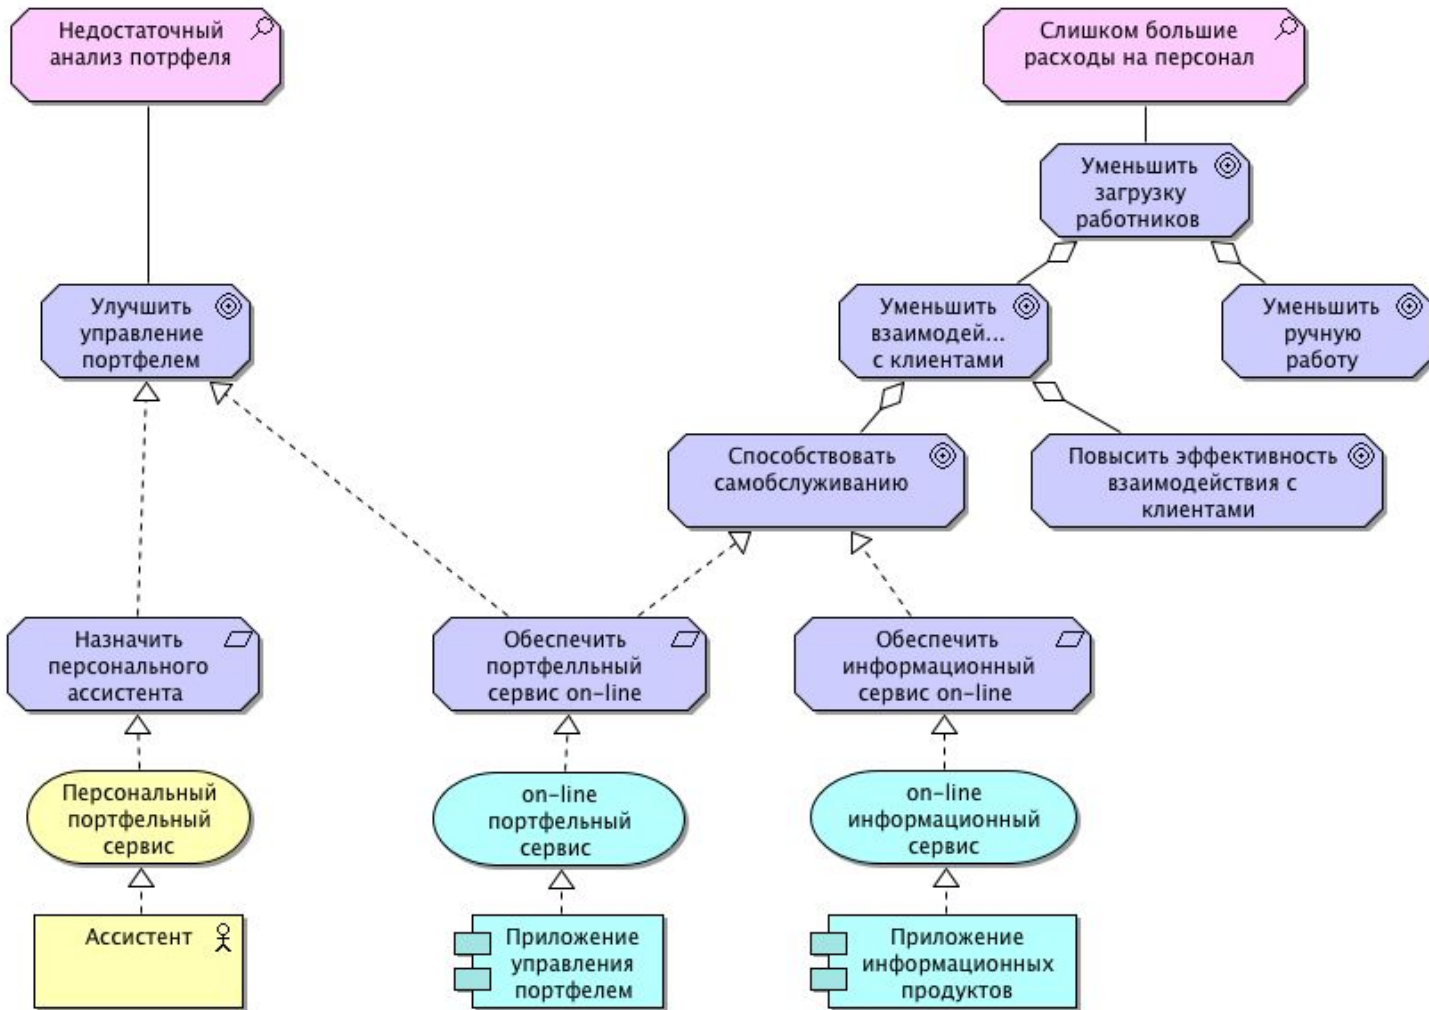 Недостаточный
анализ потрфеля
Слишком большие
расходы на персонал
Уменьшить
загрузку
работников
Улучшить
управление
портфелем
Уменьшить
взаимодей...
с клиентами
Уменьшить
ручную
работу
Способствовать
самобслуживанию
Повысить эффективность
взаимодействия с
клиентами
Назначить
персонального
ассистента
Обеспечить
портфелльный
сервис on-line
Обеспечить
информационный
сервис on-line
Персональный
портфельный
сервис
on-line
портфельный
сервис
on-line
информационный
сервис
Ассистент
Приложение
управления
портфелем
Приложение
информационных
продуктов